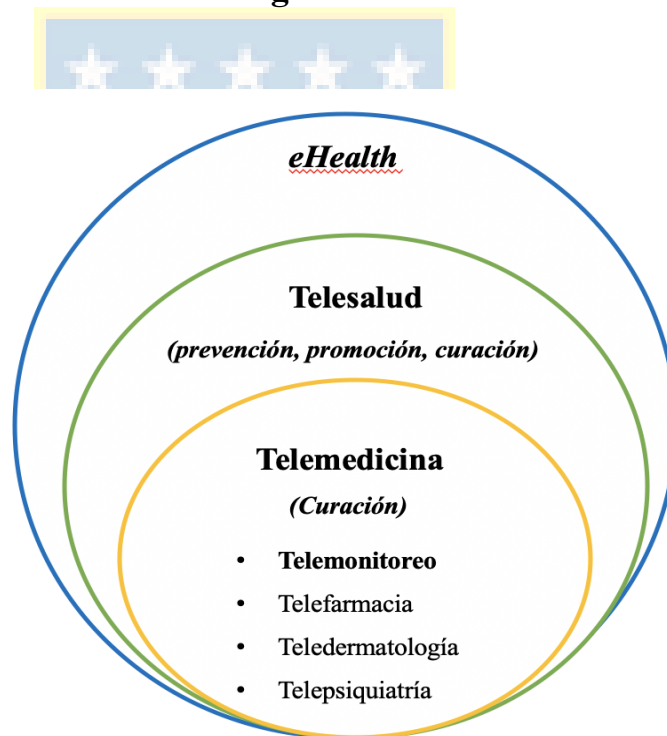 eHealth
Telesalud
(prevención, promoción, curación)
Telemedicina
(Curación)
• Telemonitoreo
• Telefarmacia
• Teledermatología
• Telepsiquiatría